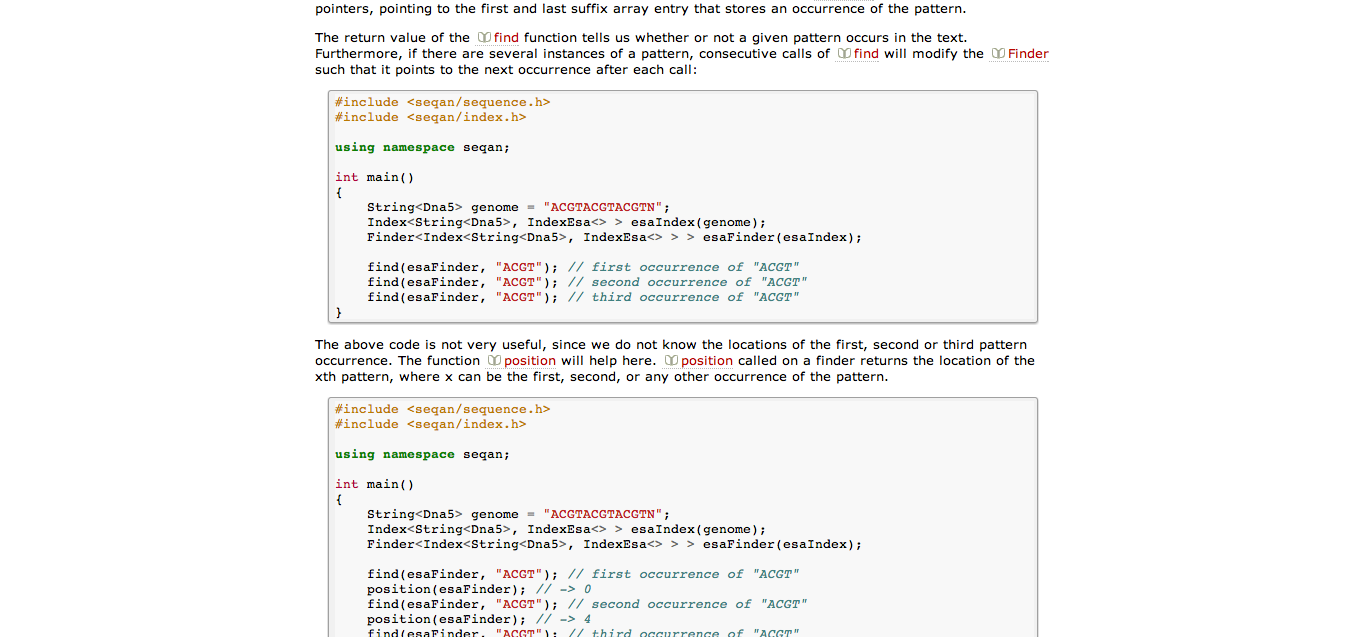 pointers, pointing to the first and last suffix array entry that stores an occurrence of the pattern.
The return value of the find function tells us whether or not a given pattern occurs in the text.
Furthermore, if there are several instances of a pattern, consecutive calls of find will modify the Finder
such that it points to the next occurrence after each call:
#include <seqan/sequence.h>
#include <seqan/index.h>
using namespace seqan;
int main()
{
    String<Dna5> genome = "ACGTACGTACGTN";
    Index<String<Dna5>, IndexEsa<> > esaIndex(genome);
    Finder<Index<String<Dna5>, IndexEsa<> > > esaFinder(esaIndex);
    find(esaFinder, "ACGT"); // first occurrence of "ACGT"
    find(esaFinder, "ACGT"); // second occurrence of "ACGT"
    find(esaFinder, "ACGT"); // third occurrence of "ACGT"
}
The above code is not very useful, since we do not know the locations of the first, second or third pattern
occurrence. The function position will help here. position called on a finder returns the location of the
xth pattern, where x can be the first, second, or any other occurrence of the pattern.
#include <seqan/sequence.h>
#include <seqan/index.h>
using namespace seqan;
int main()
{
    String<Dna5> genome = "ACGTACGTACGTN";
    Index<String<Dna5>, IndexEsa<> > esaIndex(genome);
    Finder<Index<String<Dna5>, IndexEsa<> > > esaFinder(esaIndex);
    find(esaFinder, "ACGT"); // first occurrence of "ACGT"
    position(esaFinder); // -> 0
    find(esaFinder, "ACGT"); // second occurrence of "ACGT"
    position(esaFinder); // -> 4
    find(esaFinder, "ACGT"); // third occurrence of "ACGT"